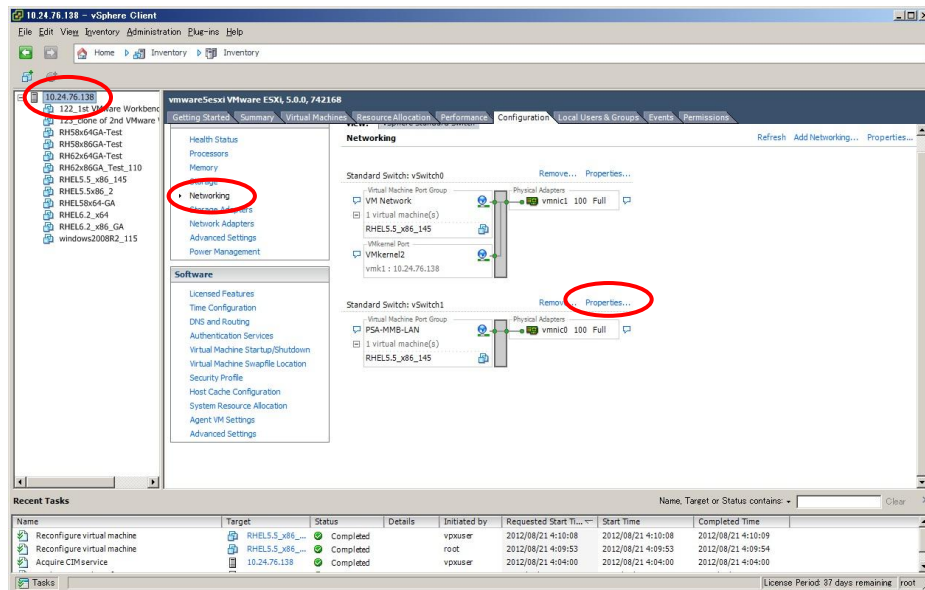 10.24.76.138 - vSphere Client
File Edit View Inventory Administration Plug-ins Help
Home Inventory Inventory
10.24.76.138
122_1st VMware Workbenc
123_clone of 2nd VMware
RH58x64GA-Test
RH58x86GA-Test
RH62x64GA-Test
RH62x86GA_Test_110
RHEL5.5_x86_145
RHEL5.5x86_2
RHEL58x64-GA
RHEL6.2_x64
RHEL6.2_x86_GA
windows2008R2_115
vmware5esxi VMware ESXi, 5.0.0, 742168
Getting Started Summary Virtual Machines Resource Allocation Performance Configuration Local Users & Groups Events Permissions
Health Status
Processors
Memory
Storage
Networking
Storage Adapters
Network Adapters
Advanced Settings
Power Management
Software
Licensed Features
Time Configuration
DNS and Routing
Authentication Services
Virtual Machine Startup/Shutdown
Virtual Machine Swapfile Location
Security Profile
Host Cache Configuration
System Resource Allocation
Agent VM Settings
Advanced Settings
View: vSphere Standard Switch
Networking
Refresh Add Networking... Properties...
Standard Switch: vSwitch0 Remove... Properties...
Virtual Machine Port Group Physical Adapters
VM Network vmnic1 100 Full
1 virtual machine(s)
RHEL5.5_x86_145
VMkernel Port
VMkernel2
vmk1 : 10.24.76.138
Standard Switch: vSwitch1 Remove... Properties...
Virtual Machine Port Group Physical Adapters
PSA-MMB-LAN vmnic0 100 Full
1 virtual machine(s)
RHEL5.5_x86_145
Recent Tasks Name, Target or Status contains: Clear
Name Target Status Details Initiated by Requested Start Ti... Start Time Completed Time
Reconfigure virtual machine RHEL5.5_x86_... Completed vpxuser 2012/08/21 4:10:08 2012/08/21 4:10:08 2012/08/21 4:10:09
Reconfigure virtual machine RHEL5.5_x86_... Completed root 2012/08/21 4:09:53 2012/08/21 4:09:53 2012/08/21 4:09:54
Acquire CIM service 10.24.76.138 Completed vpxuser 2012/08/21 4:04:00 2012/08/21 4:04:00 2012/08/21 4:04:00
Tasks License Period: 37 days remaining root